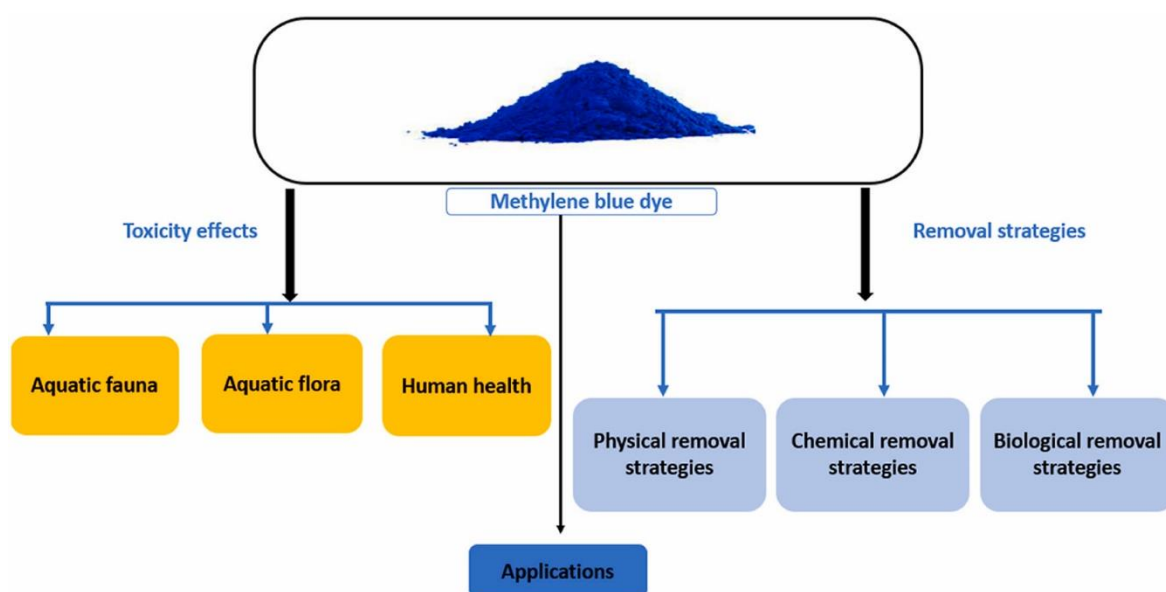 Methylene blue dye
Toxicity effects
Removal strategies
Aquatic fauna
Aquatic flora
Human health
Physical removal
strategies
Chemical removal
strategies
Biological removal
strategies
Applications